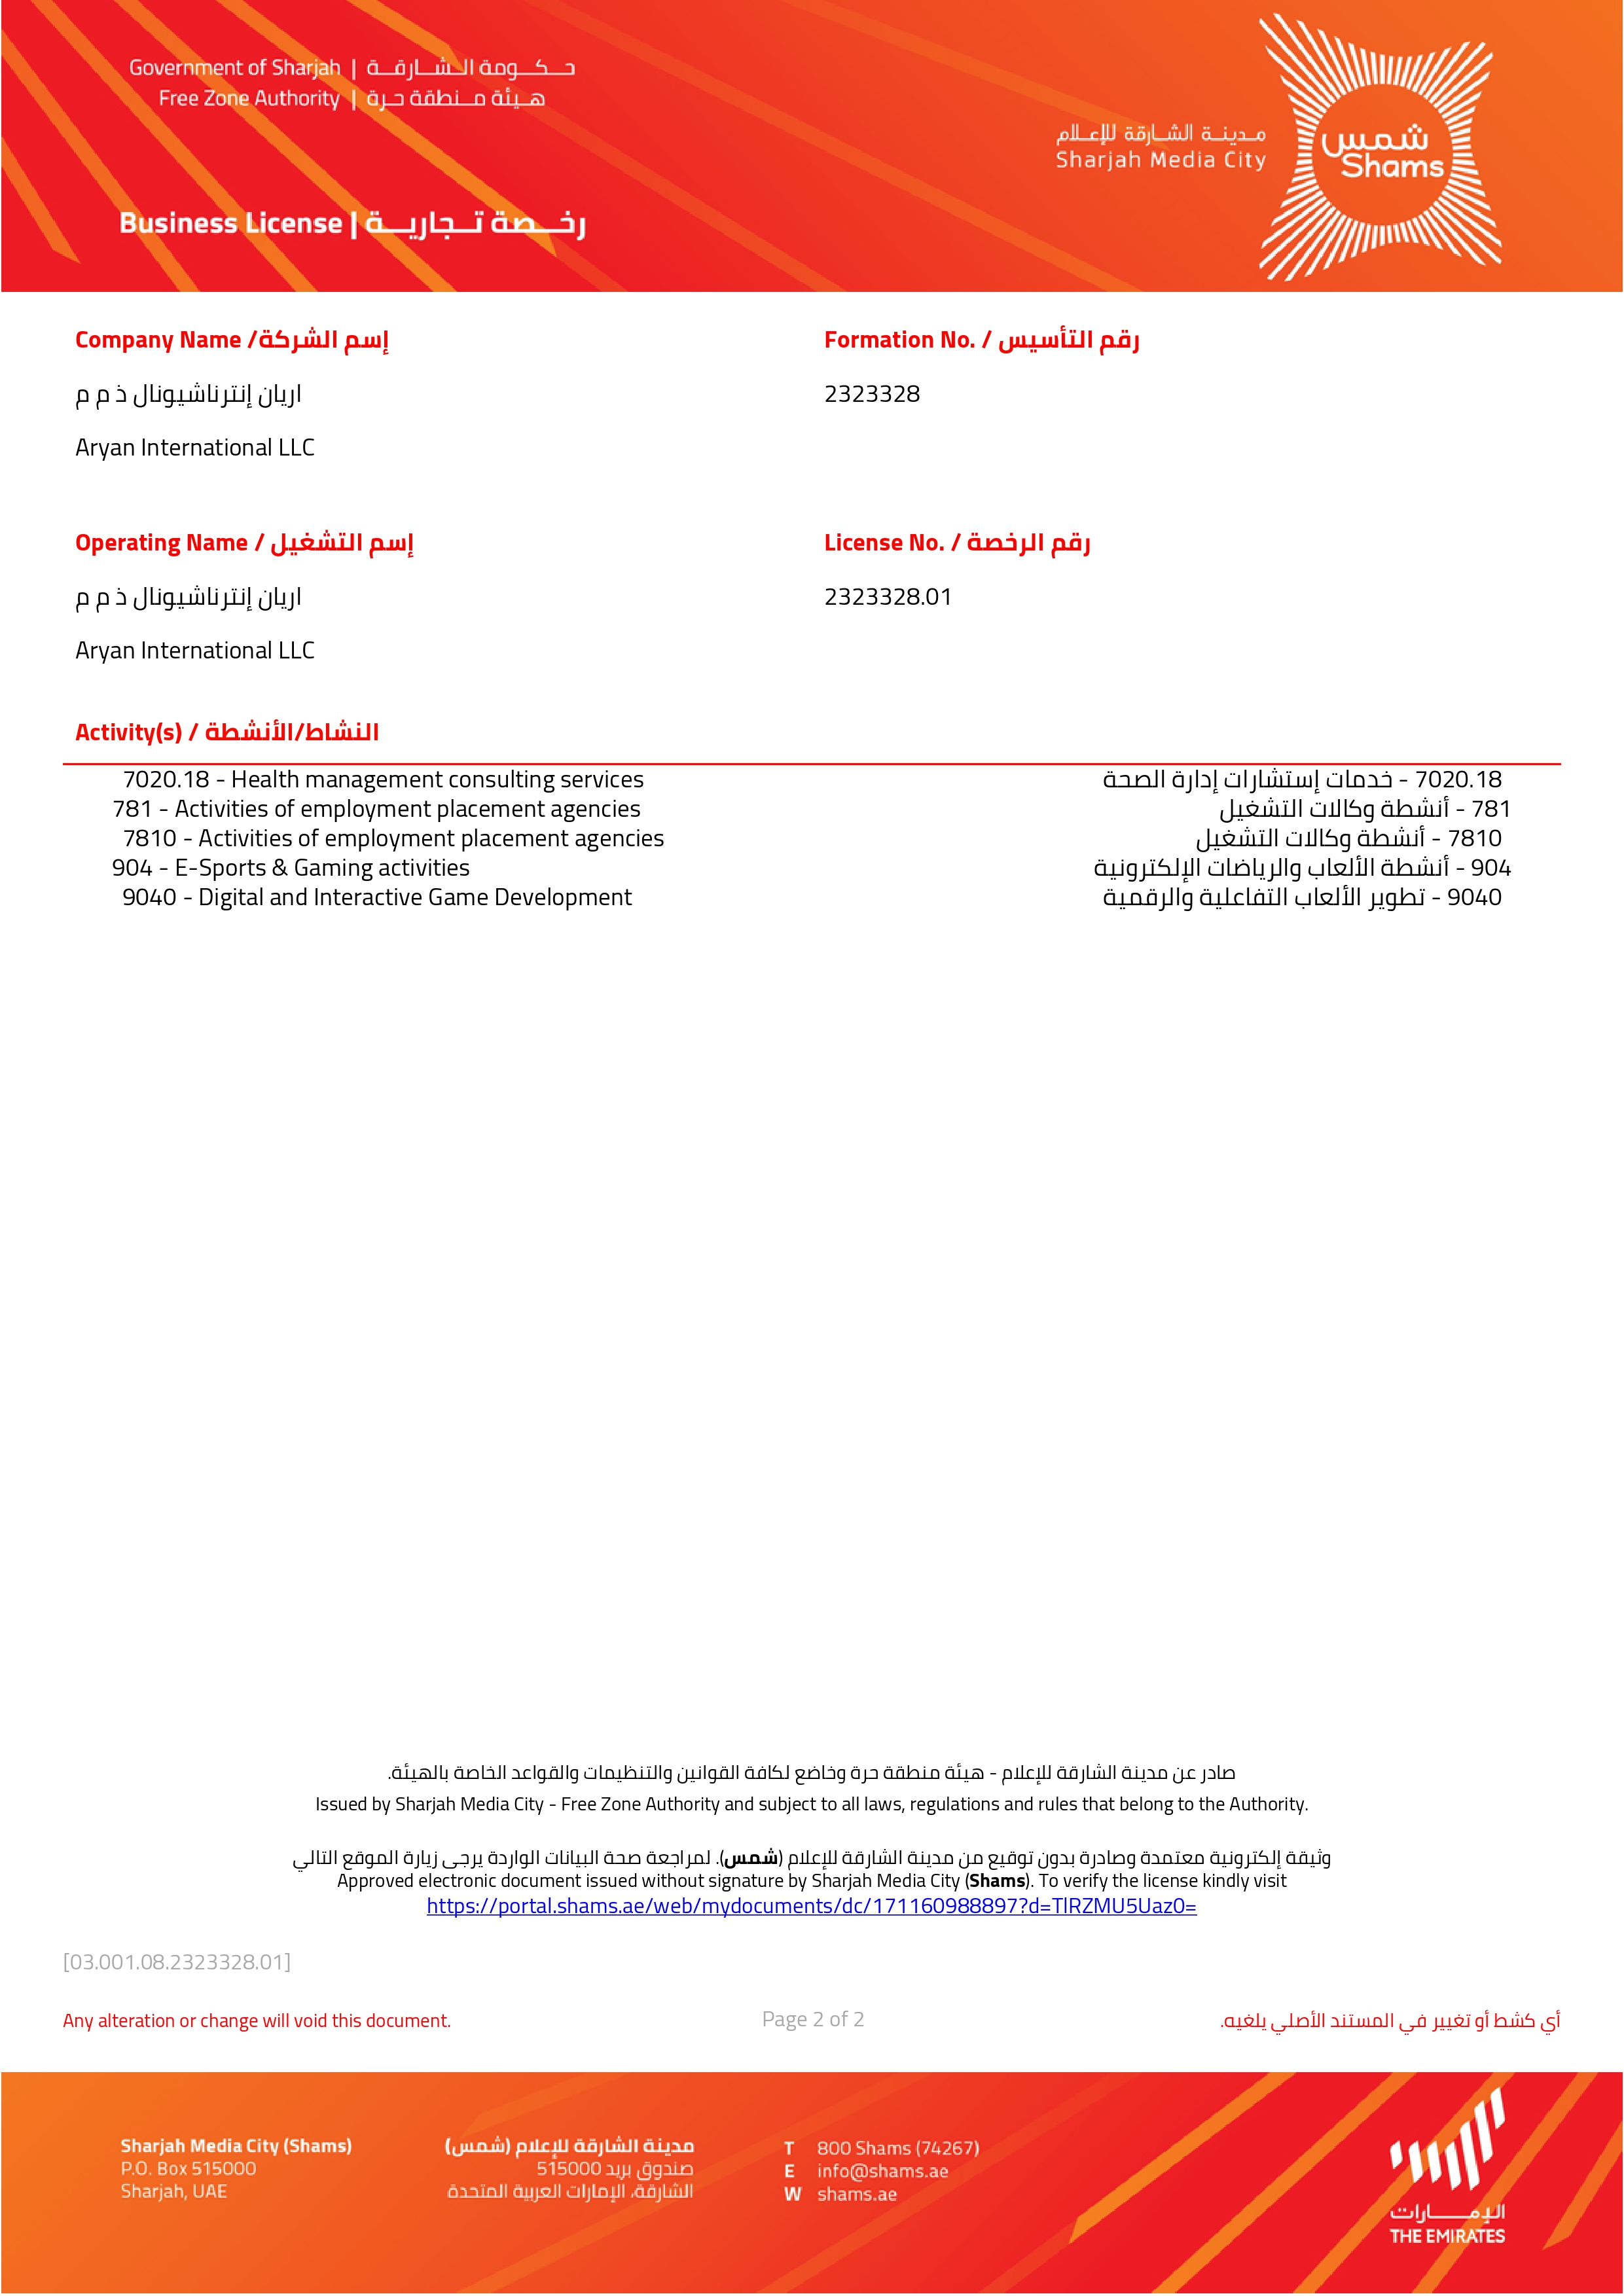 Government of Sharjah | حـكـومة الـشـارقـة
Free Zone Authority | هـيئة مـنطقة حـرة
مـديـنـة الشـارقة للإعـلام
Sharjah Media City
شمس
Shams
Business License | رخـصة تـجاريـة
Company Name /إسم الشركة
Formation No. / رقم التأسيس
اريان إنترناشيونال ذ م م
2323328
Aryan International LLC
Operating Name / إسم التشغيل
License No. / رقم الرخصة
اريان إنترناشيونال ذ م م
2323328.01
Aryan International LLC
Activity(s) / النشاط/الأنشطة
7020.18 - Health management consulting services
7020.18 - خدمات إستشارات إدارة الصحة
781 - Activities of employment placement agencies
781 - أنشطة وكالات التشغيل
7810 - Activities of employment placement agencies
7810 - أنشطة وكالات التشغيل
904 - E-Sports & Gaming activities
904 - أنشطة الألعاب والرياضات الإلكترونية
9040 - Digital and Interactive Game Development
9040 - تطوير الألعاب التفاعلية والرقمية
صادر عن مدينة الشارقة للإعلام - هيئة منطقة حرة وخاضع لكافة القوانين والتنظيمات والقواعد الخاصة بالهيئة.
Issued by Sharjah Media City - Free Zone Authority and subject to all laws, regulations and rules that belong to the Authority.
وثيقة إلكترونية معتمدة وصادرة بدون توقيع من مدينة الشارقة للإعلام (شمس). لمراجعة صحة البيانات الواردة يرجى زيارة الموقع التالي
Approved electronic document issued without signature by Sharjah Media City (Shams). To verify the license kindly visit
https://portal.shams.ae/web/mydocuments/dc/171160988897?d=TlRZMU5Uaz0=
[03.001.08.2323328.01]
Any alteration or change will void this document.
Page 2 of 2
أي كشط أو تغيير في المستند الأصلي يلغيه.
Sharjah Media City (Shams)
P.O. Box 515000
Sharjah, UAE
مدينة الشارقة للإعلام (شمس)
صندوق بريد 515000
الشارقة، الإمارات العربية المتحدة
T 800 Shams (74267)
E info@shams.ae
W shams.ae
الإمـارات
THE EMIRATES